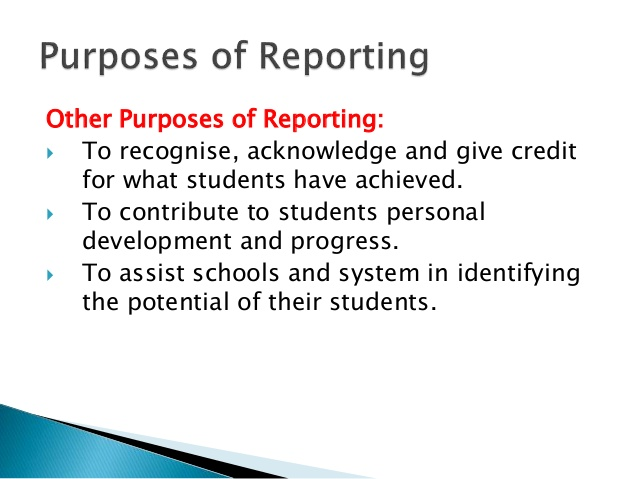 Purposes of Reporting
Other Purposes of Reporting:
To recognise, acknowledge and give credit
for what students have achieved.
To contribute to students personal
development and progress.
To assist schools and system in identifying
the potential of their students.